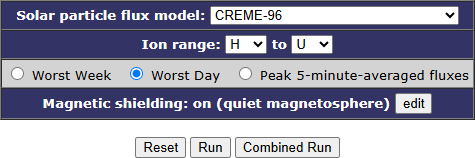 Solar particle flux model: CREME-96
Ion range: H to U
Worst Week Worst Day Peak 5-minute-averaged fluxes
Magnetic shielding: on (quiet magnetosphere) edit
Reset Run Combined Run